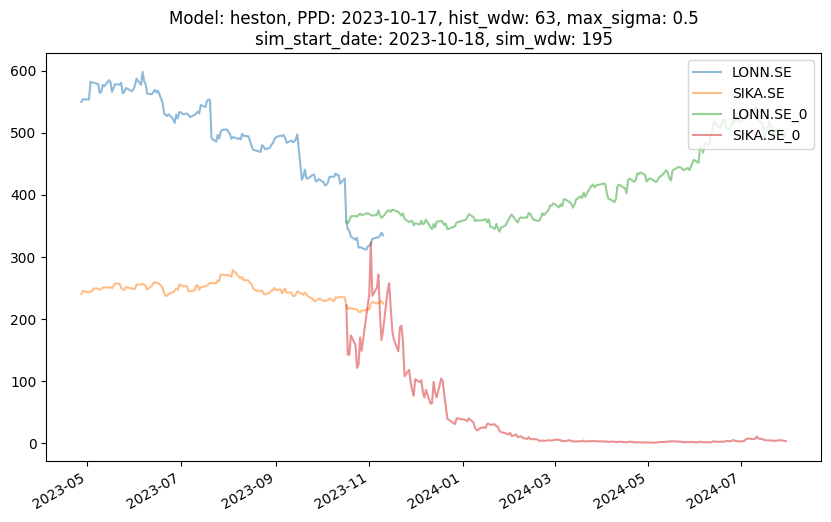 Model: heston, PPD: 2023-10-17, hist_wdw: 63, max_sigma: 0.5
sim_start_date: 2023-10-18, sim_wdw: 195
LONN.SE
SIKA.SE
LONN.SE_0
SIKA.SE_0
600
500
400
300
200
100
0
2023-05
2023-07
2023-09
2023-11
2024-01
2024-03
2024-05
2024-07